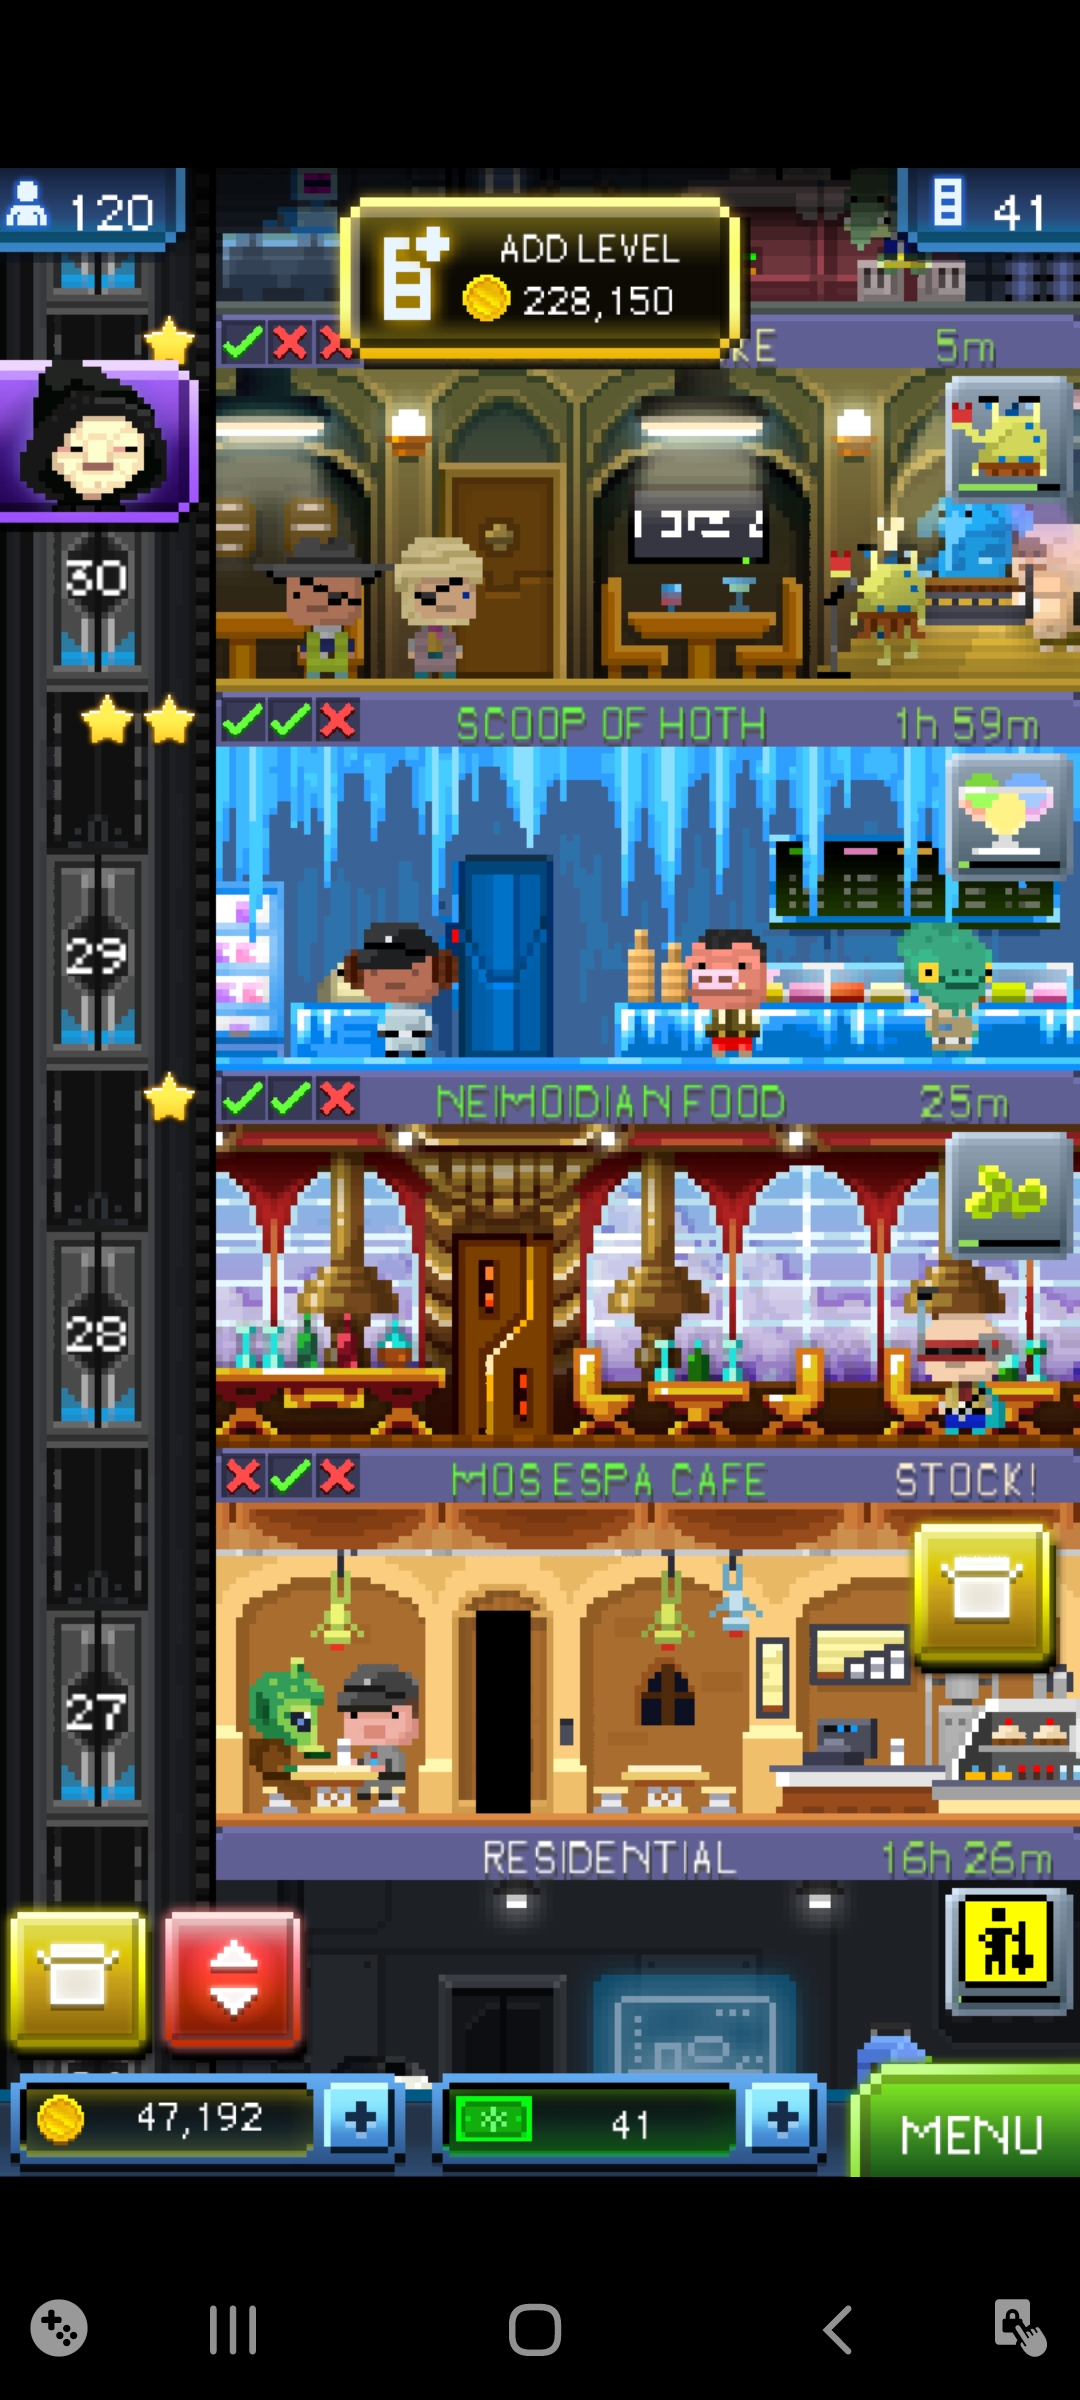 120
ADD LEVEL
228,150
41
KE 5m
30
SCOOP OF HOTH 1h 59m
29
NEIMOIDIAN FOOD 25m
28
MOS ESPA CAFE STOCK!
27
RESIDENTIAL 16h 26m
47,192
41
MENU